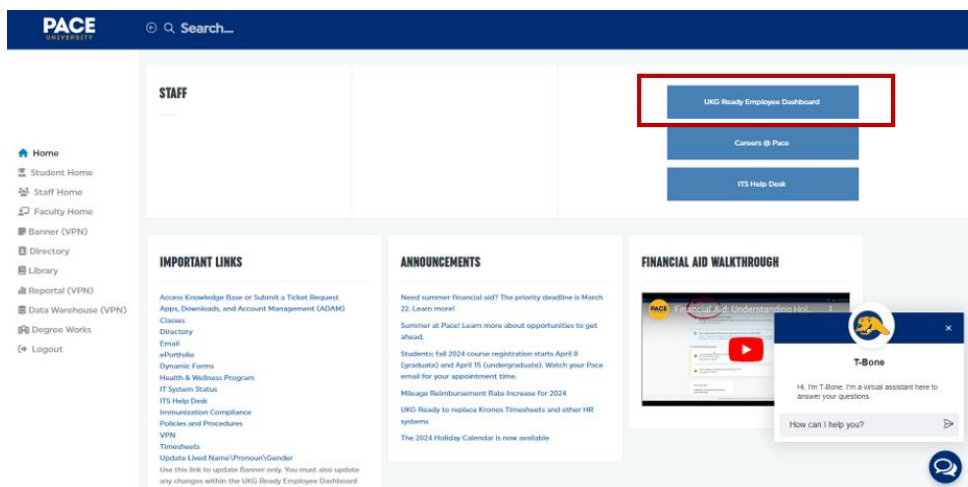 PACE
UNIVERSITY
Search...
Home
Student Home
Staff Home
Faculty Home
Banner (VPN)
Directory
Library
Reportal (VPN)
Data Warehouse (VPN)
Degree Works
Logout
STAFF
UKG Ready Employee Dashboard
Careers @ Pace
ITS Help Desk
IMPORTANT LINKS
Access Knowledge Base or Submit a Ticket Request
Apps, Downloads, and Account Management (ADAM)
Classes
Directory
Email
ePortfolio
Dynamic Forms
Health & Wellness Program
IT System Status
ITS Help Desk
Immunization Compliance
Policies and Procedures
VPN
Timesheets
Update Lived Name\Pronoun\Gender
Use this link to update Banner only. You must also update
any changes within the UKG Ready Employee Dashboard
ANNOUNCEMENTS
Need summer financial aid? The priority deadline is March
22. Learn more!
Summer at Pace! Learn more about opportunities to get
ahead.
Students: fall 2024 course registration starts April 8
(graduate) and April 15 (undergraduate). Watch your Pace
email for your appointment time.
Mileage Reimbursement Rate Increase for 2024
UKG Ready to replace Kronos Timesheets and other HR
systems
The 2024 Holiday Calendar is now available
FINANCIAL AID WALKTHROUGH
PACE
Financial Aid: Understanding Hol...
T-Bone
Hi, I'm T-Bone. I'm a virtual assistant here to
answer your questions.
How can I help you?